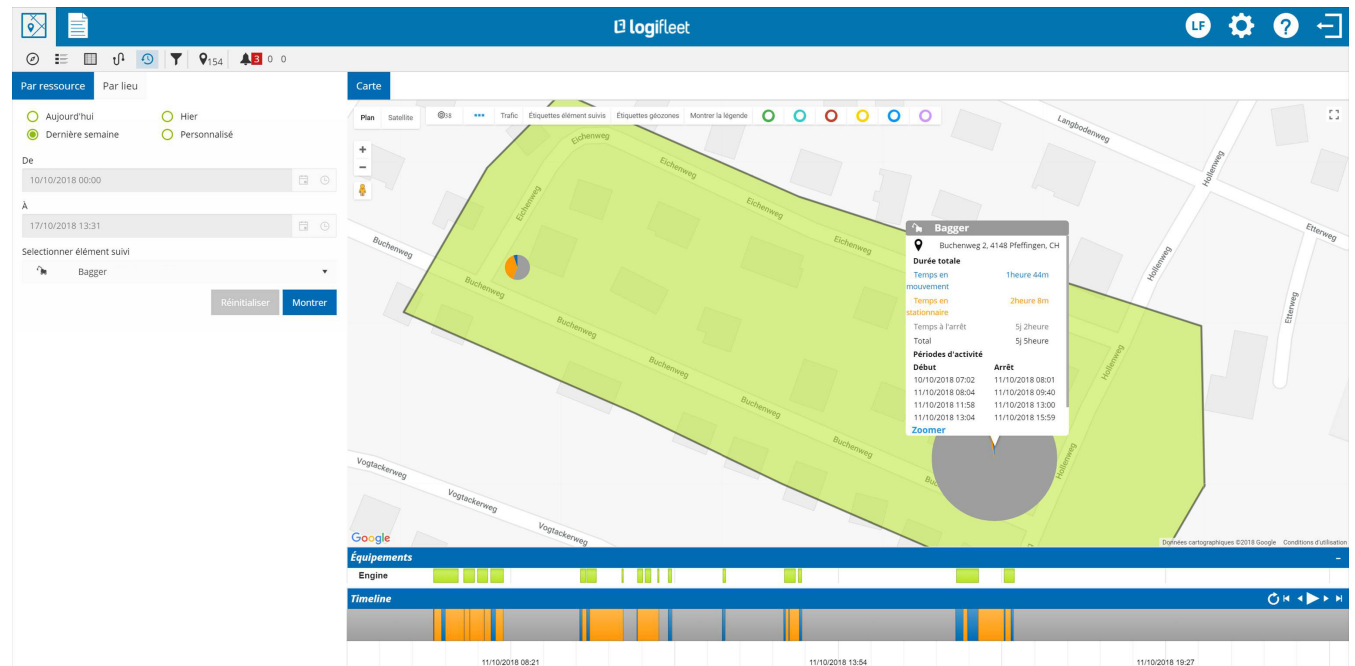 logifleet
LF
154
3 0 0
Par ressource Par lieu
Carte
Aujourd'hui Hier
Dernière semaine Personnalisé
De
10/10/2018 00:00
À
17/10/2018 13:31
Selectionner élément suivi
Bagger
Réinitialiser Montrer
Plan Satellite
Trafic Étiquettes élément suivis Étiquettes géozones Montrer la légende
Eichenweg
Eichenweg
Eichenweg
Eichenweg
Eichenweg
Eichenweg
Langbodenweg
Hollenweg
Hollenweg
Hollenweg
Hollenweg
Etterweg
Etterweg
Buchenweg
Buchenweg
Buchenweg
Buchenweg
Buchenweg
Buchenweg
Vogtackerweg
Vogtackerweg
Vogtackerweg
Bagger
Buchenweg 2, 4148 Pfeffingen, CH
Durée totale
Temps en mouvement 1heure 44m
Temps en stationnaire 2heure 8m
Temps à l'arrêt 5j 2heure
Total 5j 5heure
Périodes d'activité
Début Arrêt
10/10/2018 07:02 11/10/2018 08:01
11/10/2018 08:04 11/10/2018 09:40
11/10/2018 11:58 11/10/2018 13:00
11/10/2018 13:04 11/10/2018 15:59
Zoomer
Google
Données cartographiques ©2018 Google Conditions d'utilisation
Équipements
Engine
Timeline
11/10/2018 08:21 11/10/2018 13:54 11/10/2018 19:27